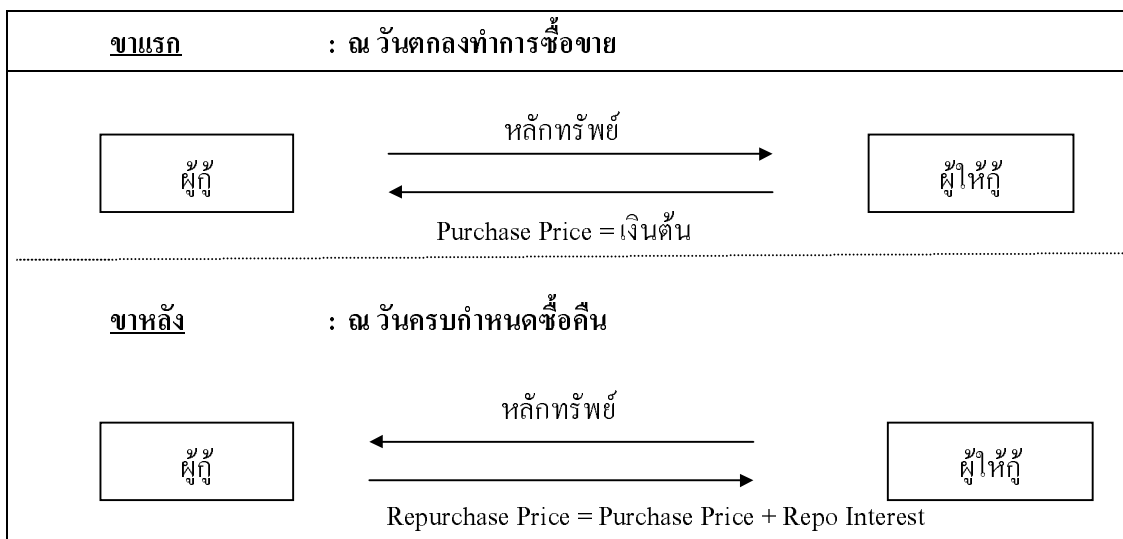 ขาแรก : ณ วันตกลงทำการซื้อขาย
หลักทรัพย์
ผู้กู้ ผู้ให้กู้
Purchase Price = เงินต้น
ขาหลัง : ณ วันครบกำหนดซื้อคืน
หลักทรัพย์
ผู้กู้ ผู้ให้กู้
Repurchase Price = Purchase Price + Repo Interest